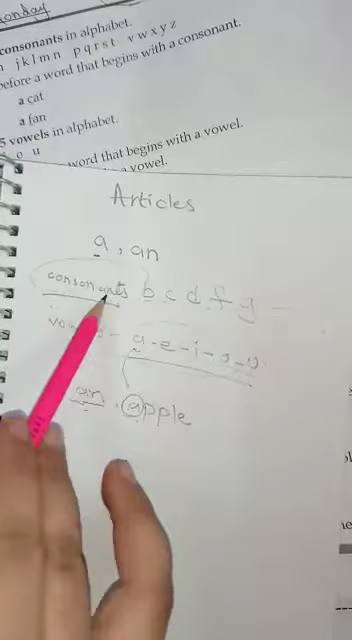 onday
consonants in alphabet.
j k l m n p q r s t v w x y z
before a word that begins with a consonant.
a cat
a fan
5 vowels in alphabet.
o u
word that begins with a vowel.
a vowel.
Articles
a, an
consonants b c d f g -
a-e-i-o-u
an apple